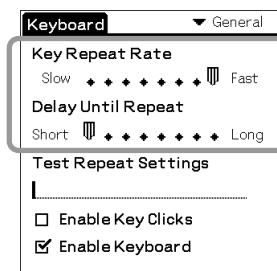 Keyboard General
Key Repeat Rate
Slow Fast
Delay Until Repeat
Short Long
Test Repeat Settings
Enable Key Clicks
Enable Keyboard